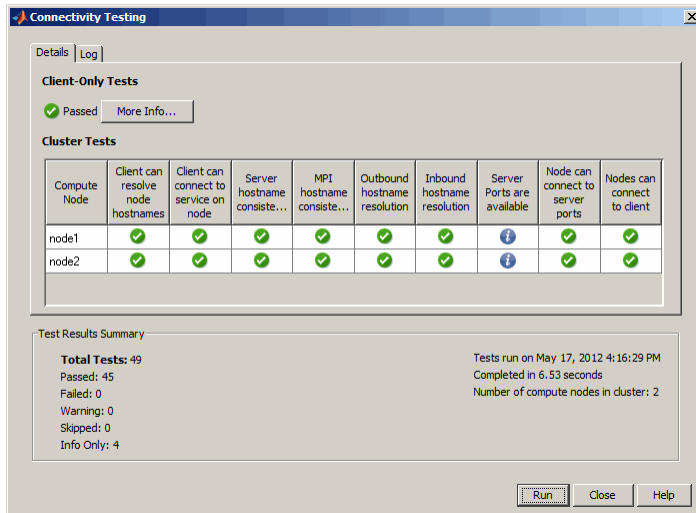 Connectivity Testing
Details
Log
Client-Only Tests
Passed
More Info...
Cluster Tests
Compute
Node
Client can
resolve
node
hostnames
Client can
connect to
service on
node
Server
hostname
consiste...
MPI
hostname
consiste...
Outbound
hostname
resolution
Inbound
hostname
resolution
Server
Ports are
available
Node can
connect to
server
ports
Nodes can
connect
to client
node1
node2
Test Results Summary
Total Tests: 49
Passed: 45
Failed: 0
Warning: 0
Skipped: 0
Info Only: 4
Tests run on May 17, 2012 4:16:29 PM
Completed in 6.53 seconds
Number of compute nodes in cluster: 2
Run
Close
Help